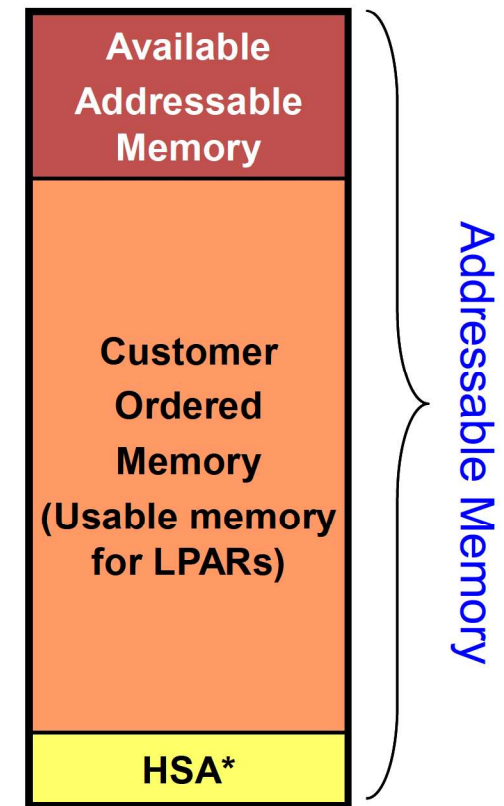 Available
Addressable
Memory
Customer
Ordered
Memory
(Usable memory
for LPARs)
HSA*
Addressable Memory